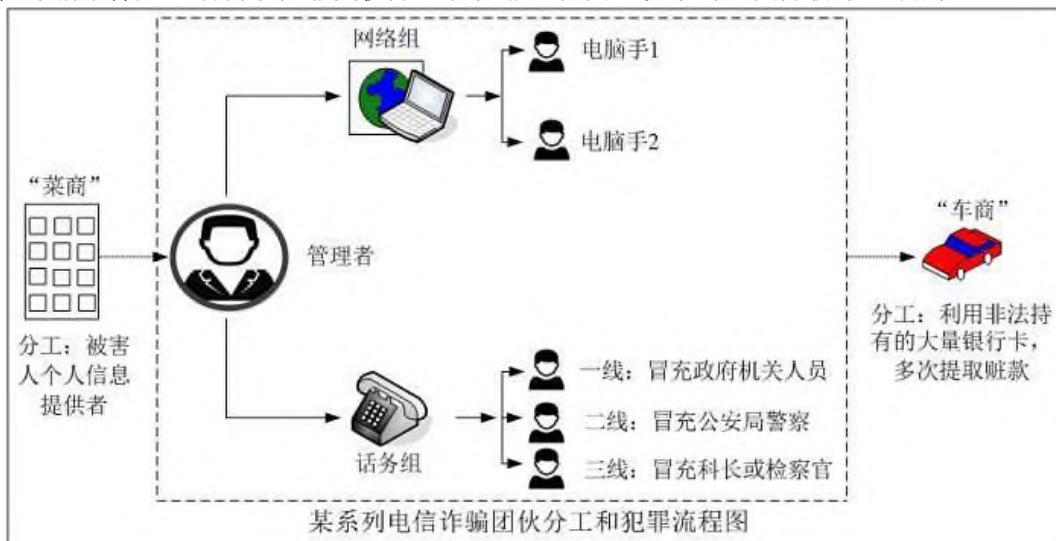 网络组
电脑手1
电脑手2
“菜商”
管理者
分工：被害
人个人信息
提供者
“车商”
分工：利用非法持
有的大量银行卡，
多次提取赃款
话务组
一线：冒充政府机关人员
二线：冒充公安局警察
三线：冒充科长或检察官
某系列电信诈骗团伙分工和犯罪流程图